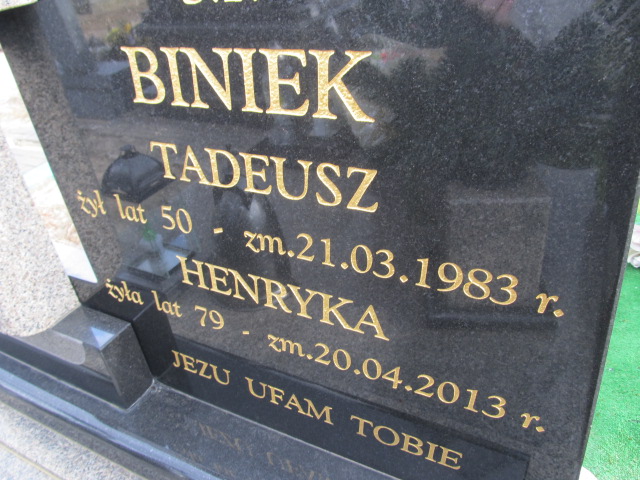 BINIEK
TADEUSZ
żył lat 50 - zm.21.03.1983 r.
HENRYKA
żyła lat 79 - zm.20.04.2013 r.
JEZU UFAM TOBIE